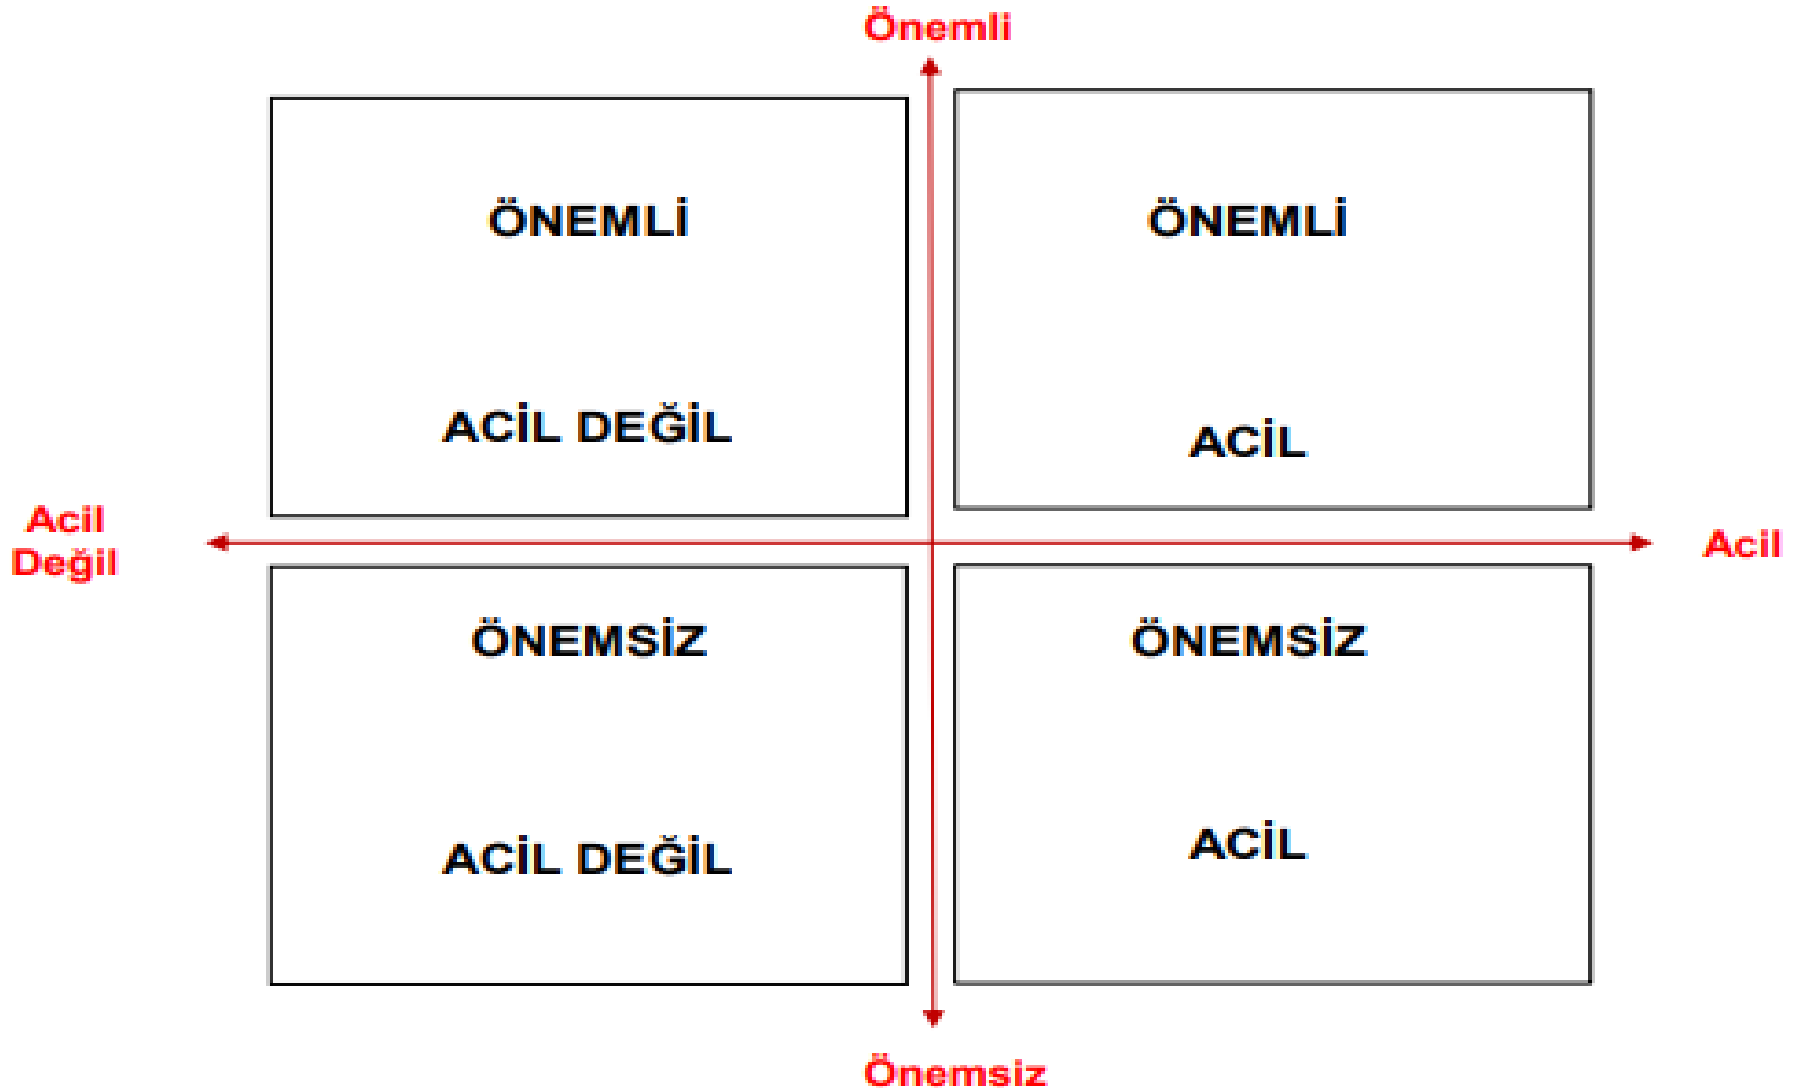 Önemli
ÖNEMLİ
ACİL DEĞİL
ÖNEMLİ
ACİL
Acil
Değil
Acil
ÖNEMSİZ
ACİL DEĞİL
ÖNEMSİZ
ACİL
Önemsiz